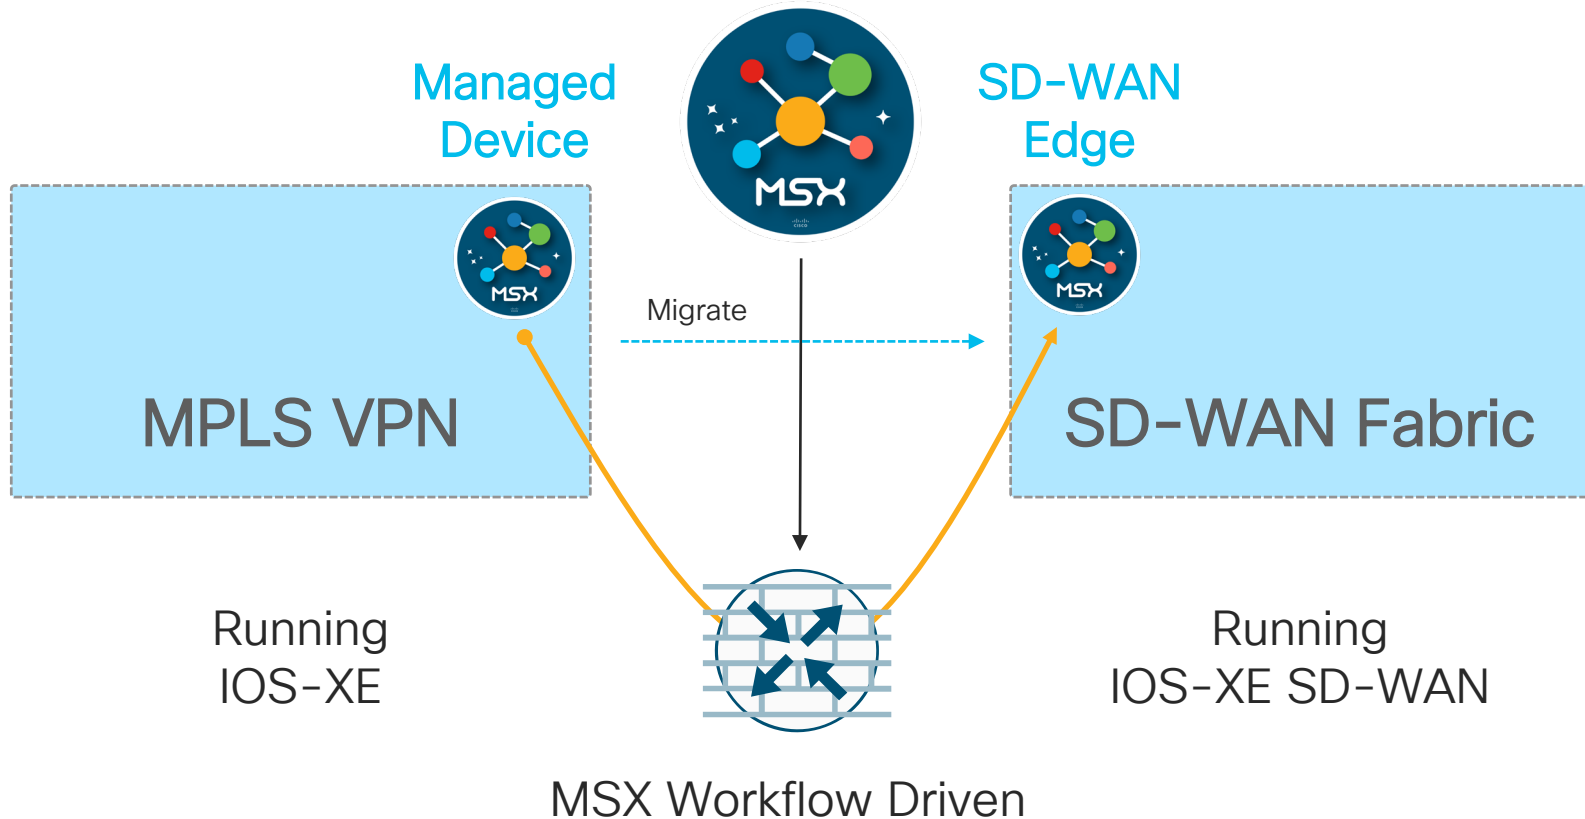 Managed
Device
SD-WAN
Edge
MSX
CISCO
MSX
MSX
Migrate
MPLS VPN
SD-WAN Fabric
Running
IOS-XE
Running
IOS-XE SD-WAN
MSX Workflow Driven